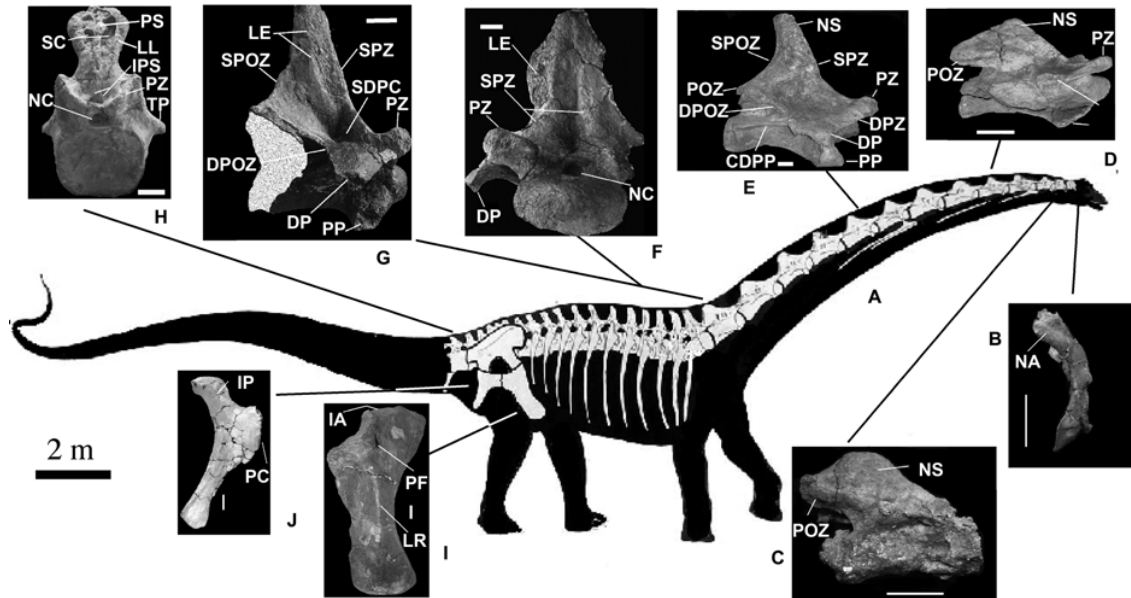 PS
SC
LL
IPS
PZ
NC
TP
H
LE
SPZ
SPOZ
SDPC
PZ
DPOZ
DP
PP
G
LE
SPZ
PZ
NC
DP
F
NS
SPOZ
SPZ
POZ
PZ
DPOZ
DPZ
DP
CDPP
PP
E
NS
PZ
POZ
D
A
B
NA
NS
POZ
C
IP
PC
J
IA
PF
LR
I
2 m